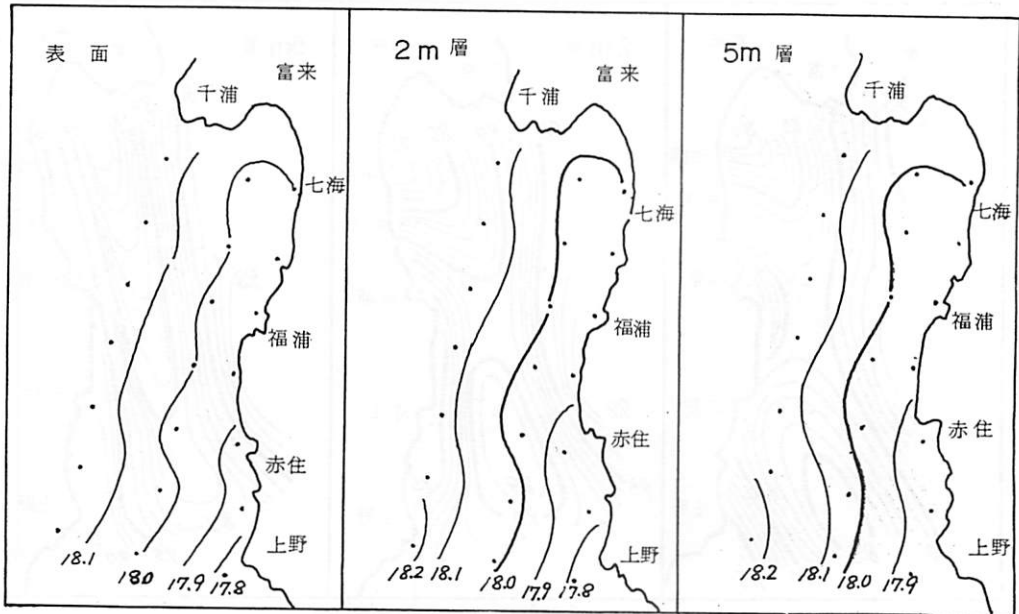 表面
富来
千浦
七海
福浦
赤住
上野
18.1
18.0
17.9
17.8
2m層
富来
千浦
七海
福浦
赤住
上野
18.2
18.1
18.0
17.9
17.8
5m層
千浦
七海
福浦
赤住
上野
18.2
18.1
18.0
17.9